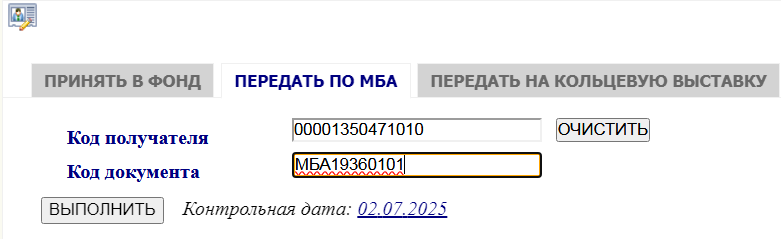 ПРИНЯТЬ В ФОНД ПЕРЕДАТЬ ПО МБА ПЕРЕДАТЬ НА КОЛЬЦЕВУЮ ВЫСТАВКУ
Код получателя 00001350471010 ОЧИСТИТЬ
Код документа МБА19360101
ВЫПОЛНИТЬ Контрольная дата: 02.07.2025